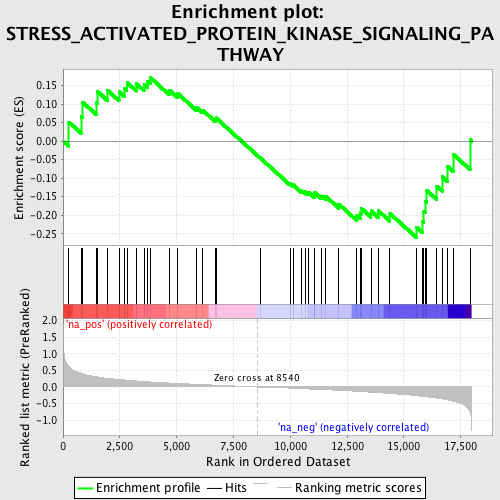 Enrichment plot:
STRESS_ACTIVATED_PROTEIN_KINASE_SIGNALING_PA
THWAY
Enrichment score (ES)
0.15
0.10
0.05
0.00
-0.05
-0.10
-0.15
-0.20
-0.25
'na_pos' (positively correlated)
Ranked list metric (PreRanked)
2.0
1.5
1.0
0.5
0.0
-0.5
-1.0
Zero cross at 8540
'na_neg' (negatively correlated)
0
2,500
5,000
7,500
10,000
12,500
15,000
17,500
Rank in Ordered Dataset
Enrichment profile
Hits
Ranking metric scores